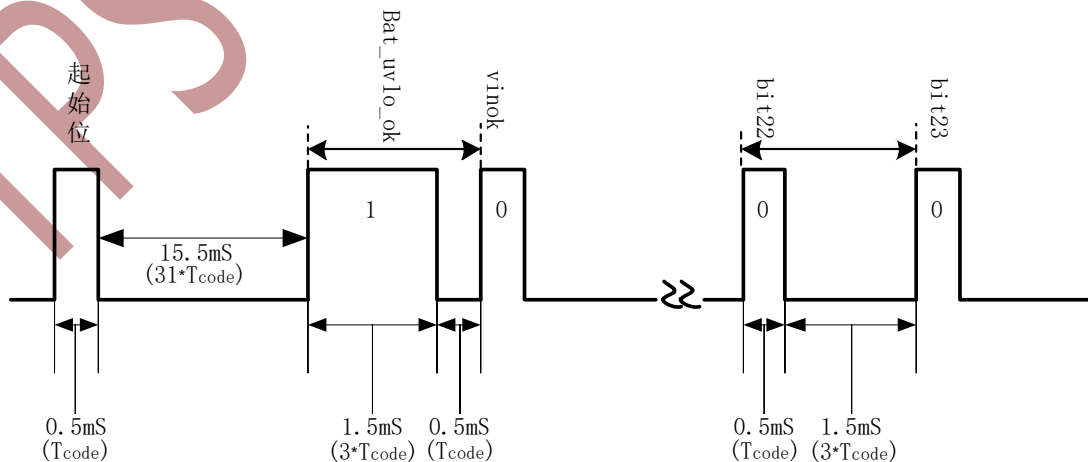 IPS
起始位
Bat_uvlo_ok
vinok
bit22
bit23
1
0
0
0
15.5mS
(31*Tcode)
0.5mS
(Tcode)
1.5mS
(3*Tcode)
0.5mS
(Tcode)
0.5mS
(Tcode)
1.5mS
(3*Tcode)